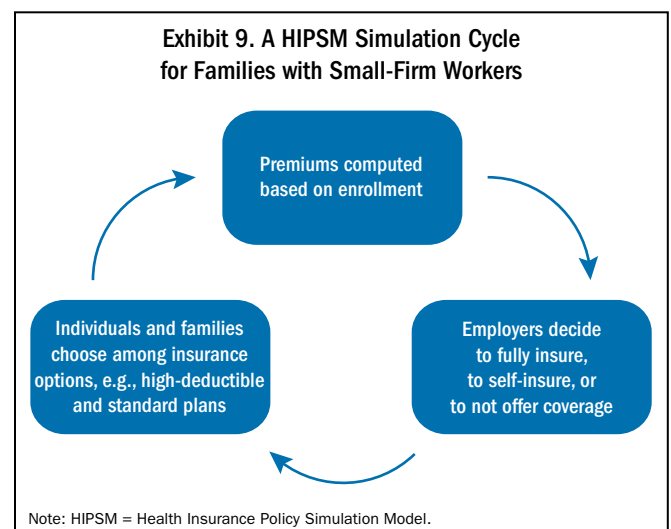 Exhibit 9. A HIPSM Simulation Cycle
for Families with Small-Firm Workers
Premiums computed
based on enrollment
Individuals and families
choose among insurance
options, e.g., high-deductible
and standard plans
Employers decide
to fully insure,
to self-insure, or
to not offer coverage
Note: HIPSM = Health Insurance Policy Simulation Model.